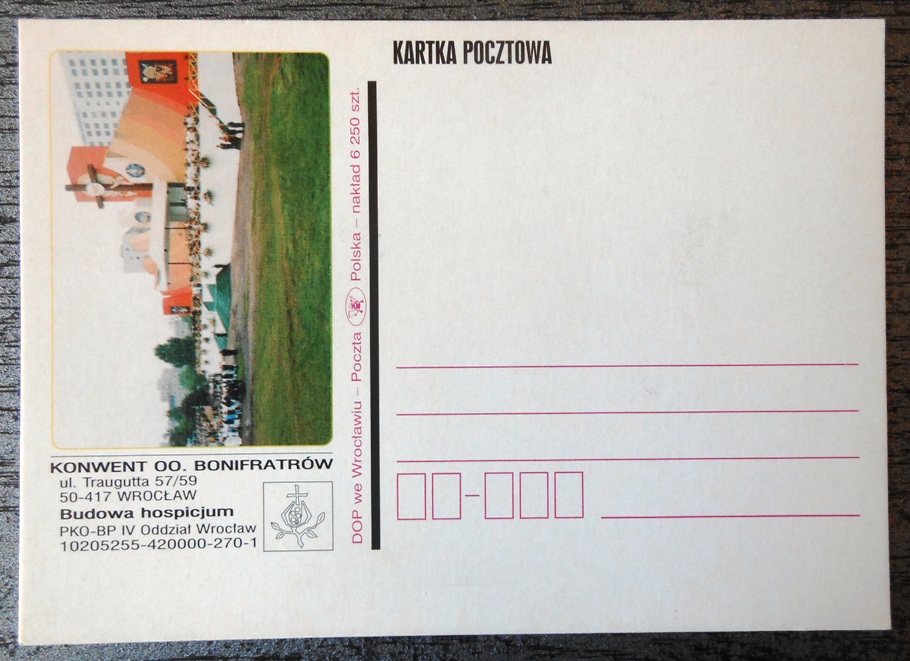 KARTKA POCZTOWA
KONWENT OO. BONIFRATRÓW
ul. Traugutta 57/59
50-417 WROCŁAW
Budowa hospicjum
PKO-BP IV Oddział Wrocław
10205255-420000-270-1
DOP we Wrocławiu – Poczta Polska – nakład 6 250 szt.